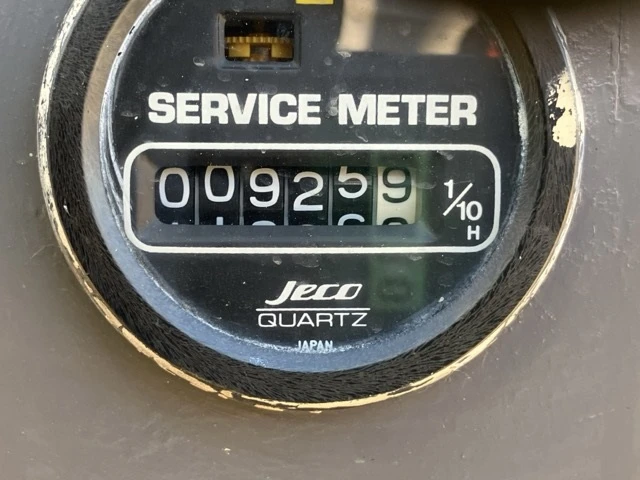 SERVICE METER
009259 1/10
H
Jeco
QUARTZ
JAPAN